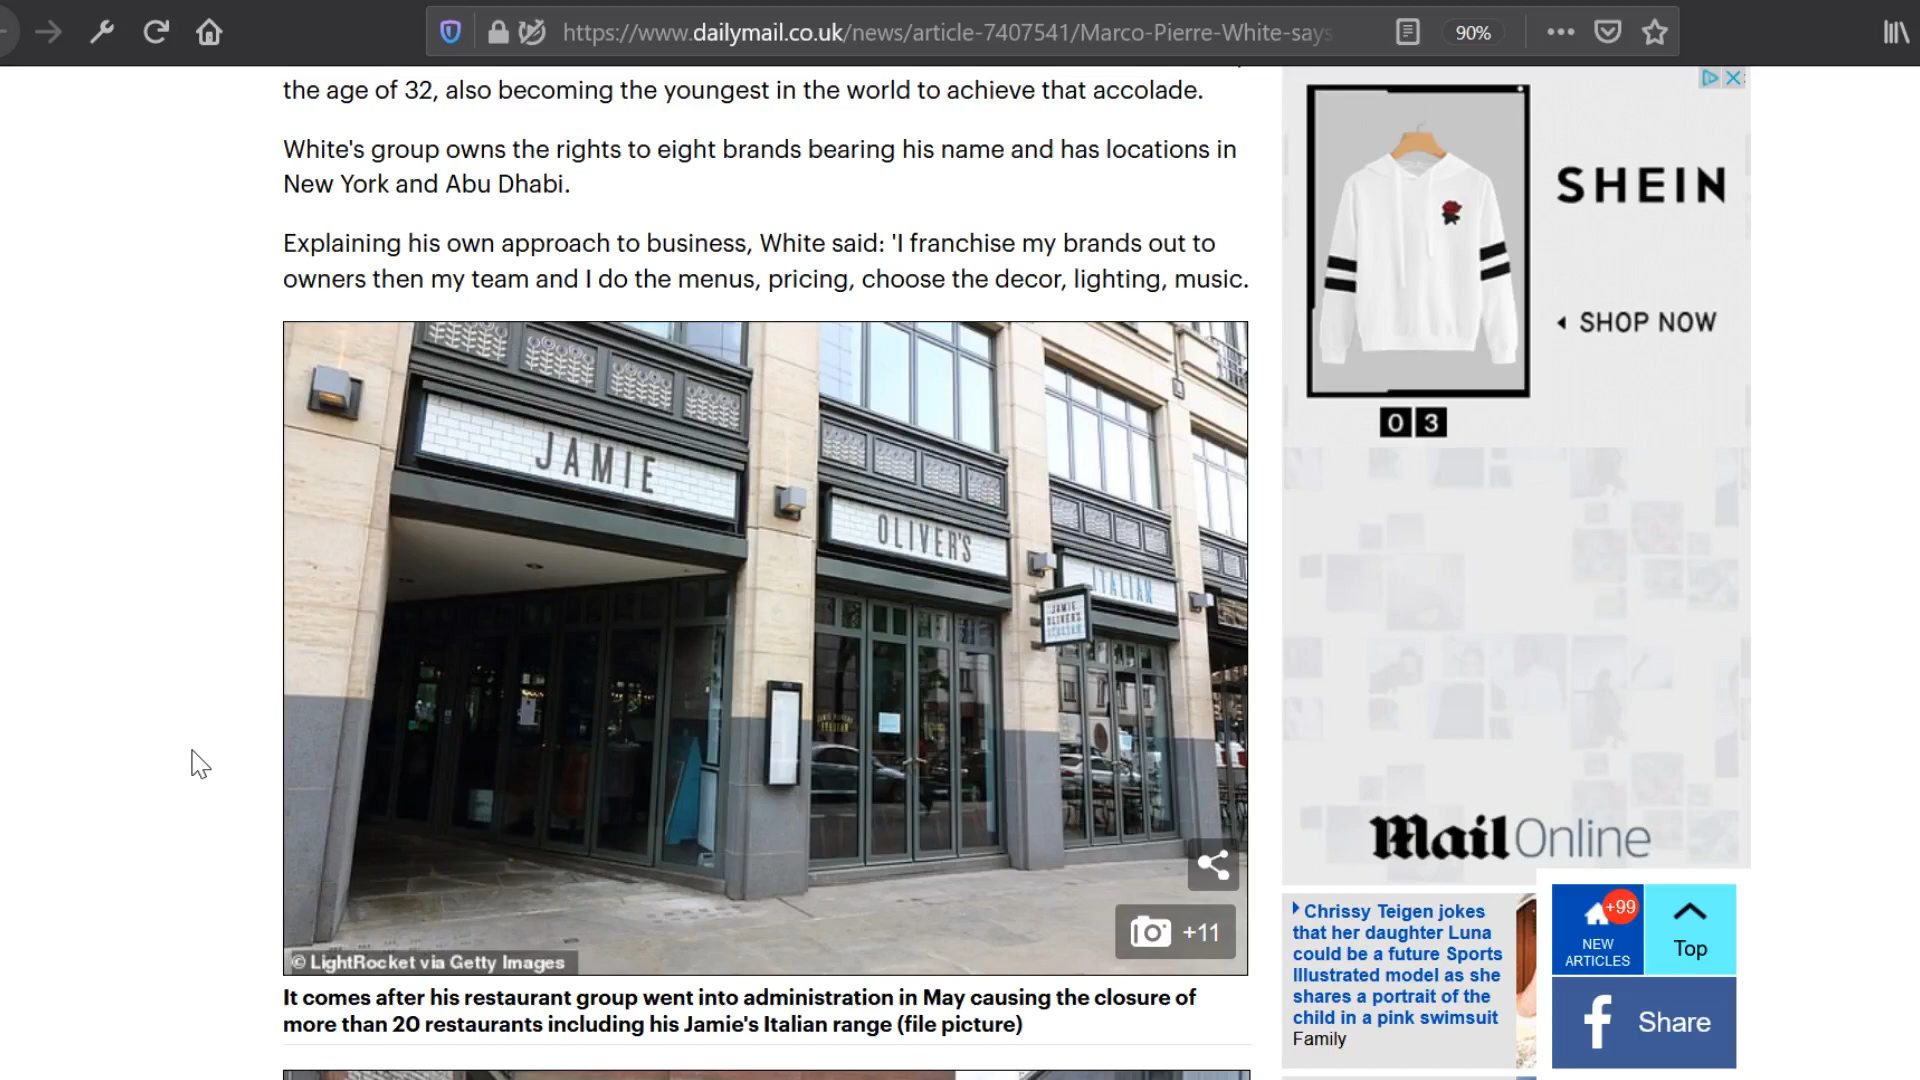 https://www.dailymail.co.uk/news/article-7407541/Marco-Pierre-White-says
90%
the age of 32, also becoming the youngest in the world to achieve that accolade.
White's group owns the rights to eight brands bearing his name and has locations in
New York and Abu Dhabi.
Explaining his own approach to business, White said: 'I franchise my brands out to
owners then my team and I do the menus, pricing, choose the decor, lighting, music.
JAMIE
OLIVER'S
ITALIAN
JAMIE
OLIVER'S
ITALIAN
+11
© LightRocket via Getty Images
It comes after his restaurant group went into administration in May causing the closure of
more than 20 restaurants including his Jamie's Italian range (file picture)
SHEIN
SHOP NOW
03
Mail Online
Chrissy Teigen jokes
that her daughter Luna
could be a future Sports
Illustrated model as she
shares a portrait of the
child in a pink swimsuit
Family
+99
NEW
ARTICLES
Top
Share